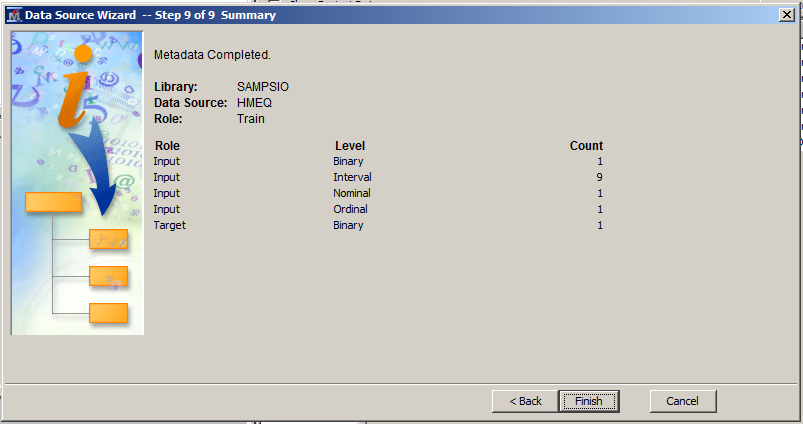 Data Source Wizard -- Step 9 of 9 Summary
Metadata Completed.
Library: SAMPSIO
Data Source: HMEQ
Role: Train
Role Level Count
Input Binary 1
Input Interval 9
Input Nominal 1
Input Ordinal 1
Target Binary 1
< Back Finish Cancel